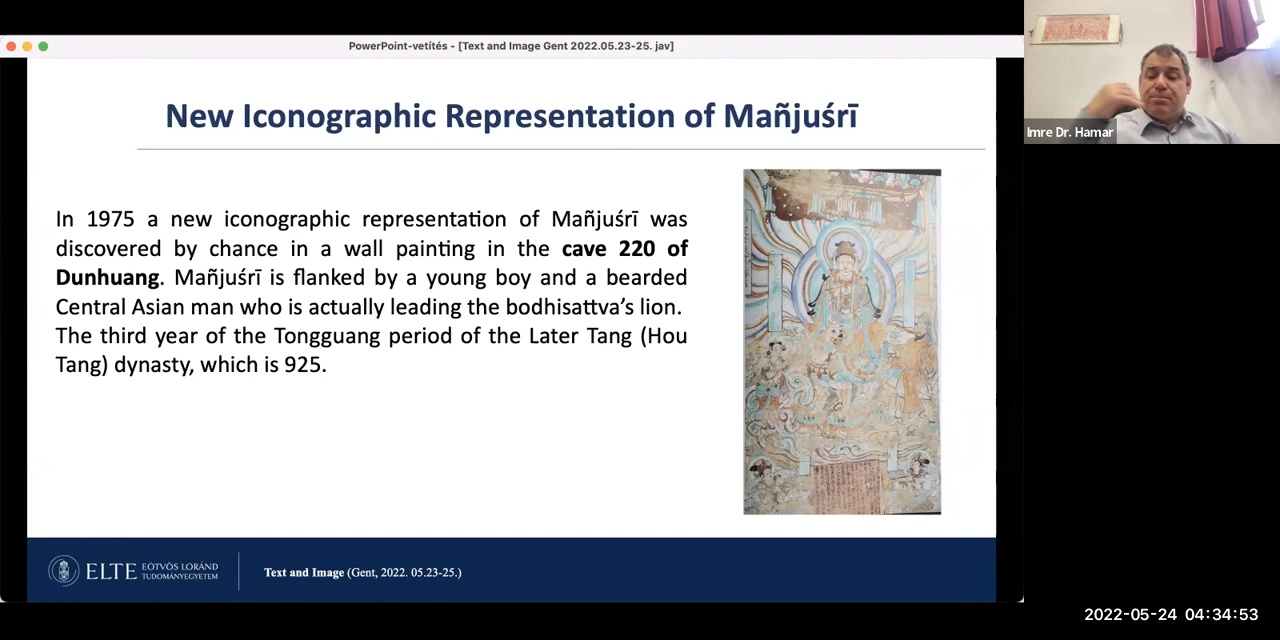 PowerPoint-vetítés - [Text and Image Gent 2022.05.23-25. jav]
New Iconographic Representation of Mañjuśrī
In 1975 a new iconographic representation of Mañjuśrī was
discovered by chance in a wall painting in the cave 220 of
Dunhuang. Mañjuśrī is flanked by a young boy and a bearded
Central Asian man who is actually leading the bodhisattva's lion.
The third year of the Tongguang period of the Later Tang (Hou
Tang) dynasty, which is 925.
ELTE EÖTVÖS LORÁND
TUDOMÁNYEGYETEM
Text and Image (Gent, 2022. 05.23-25.)
Imre Dr. Hamar
2022-05-24 04:34:53